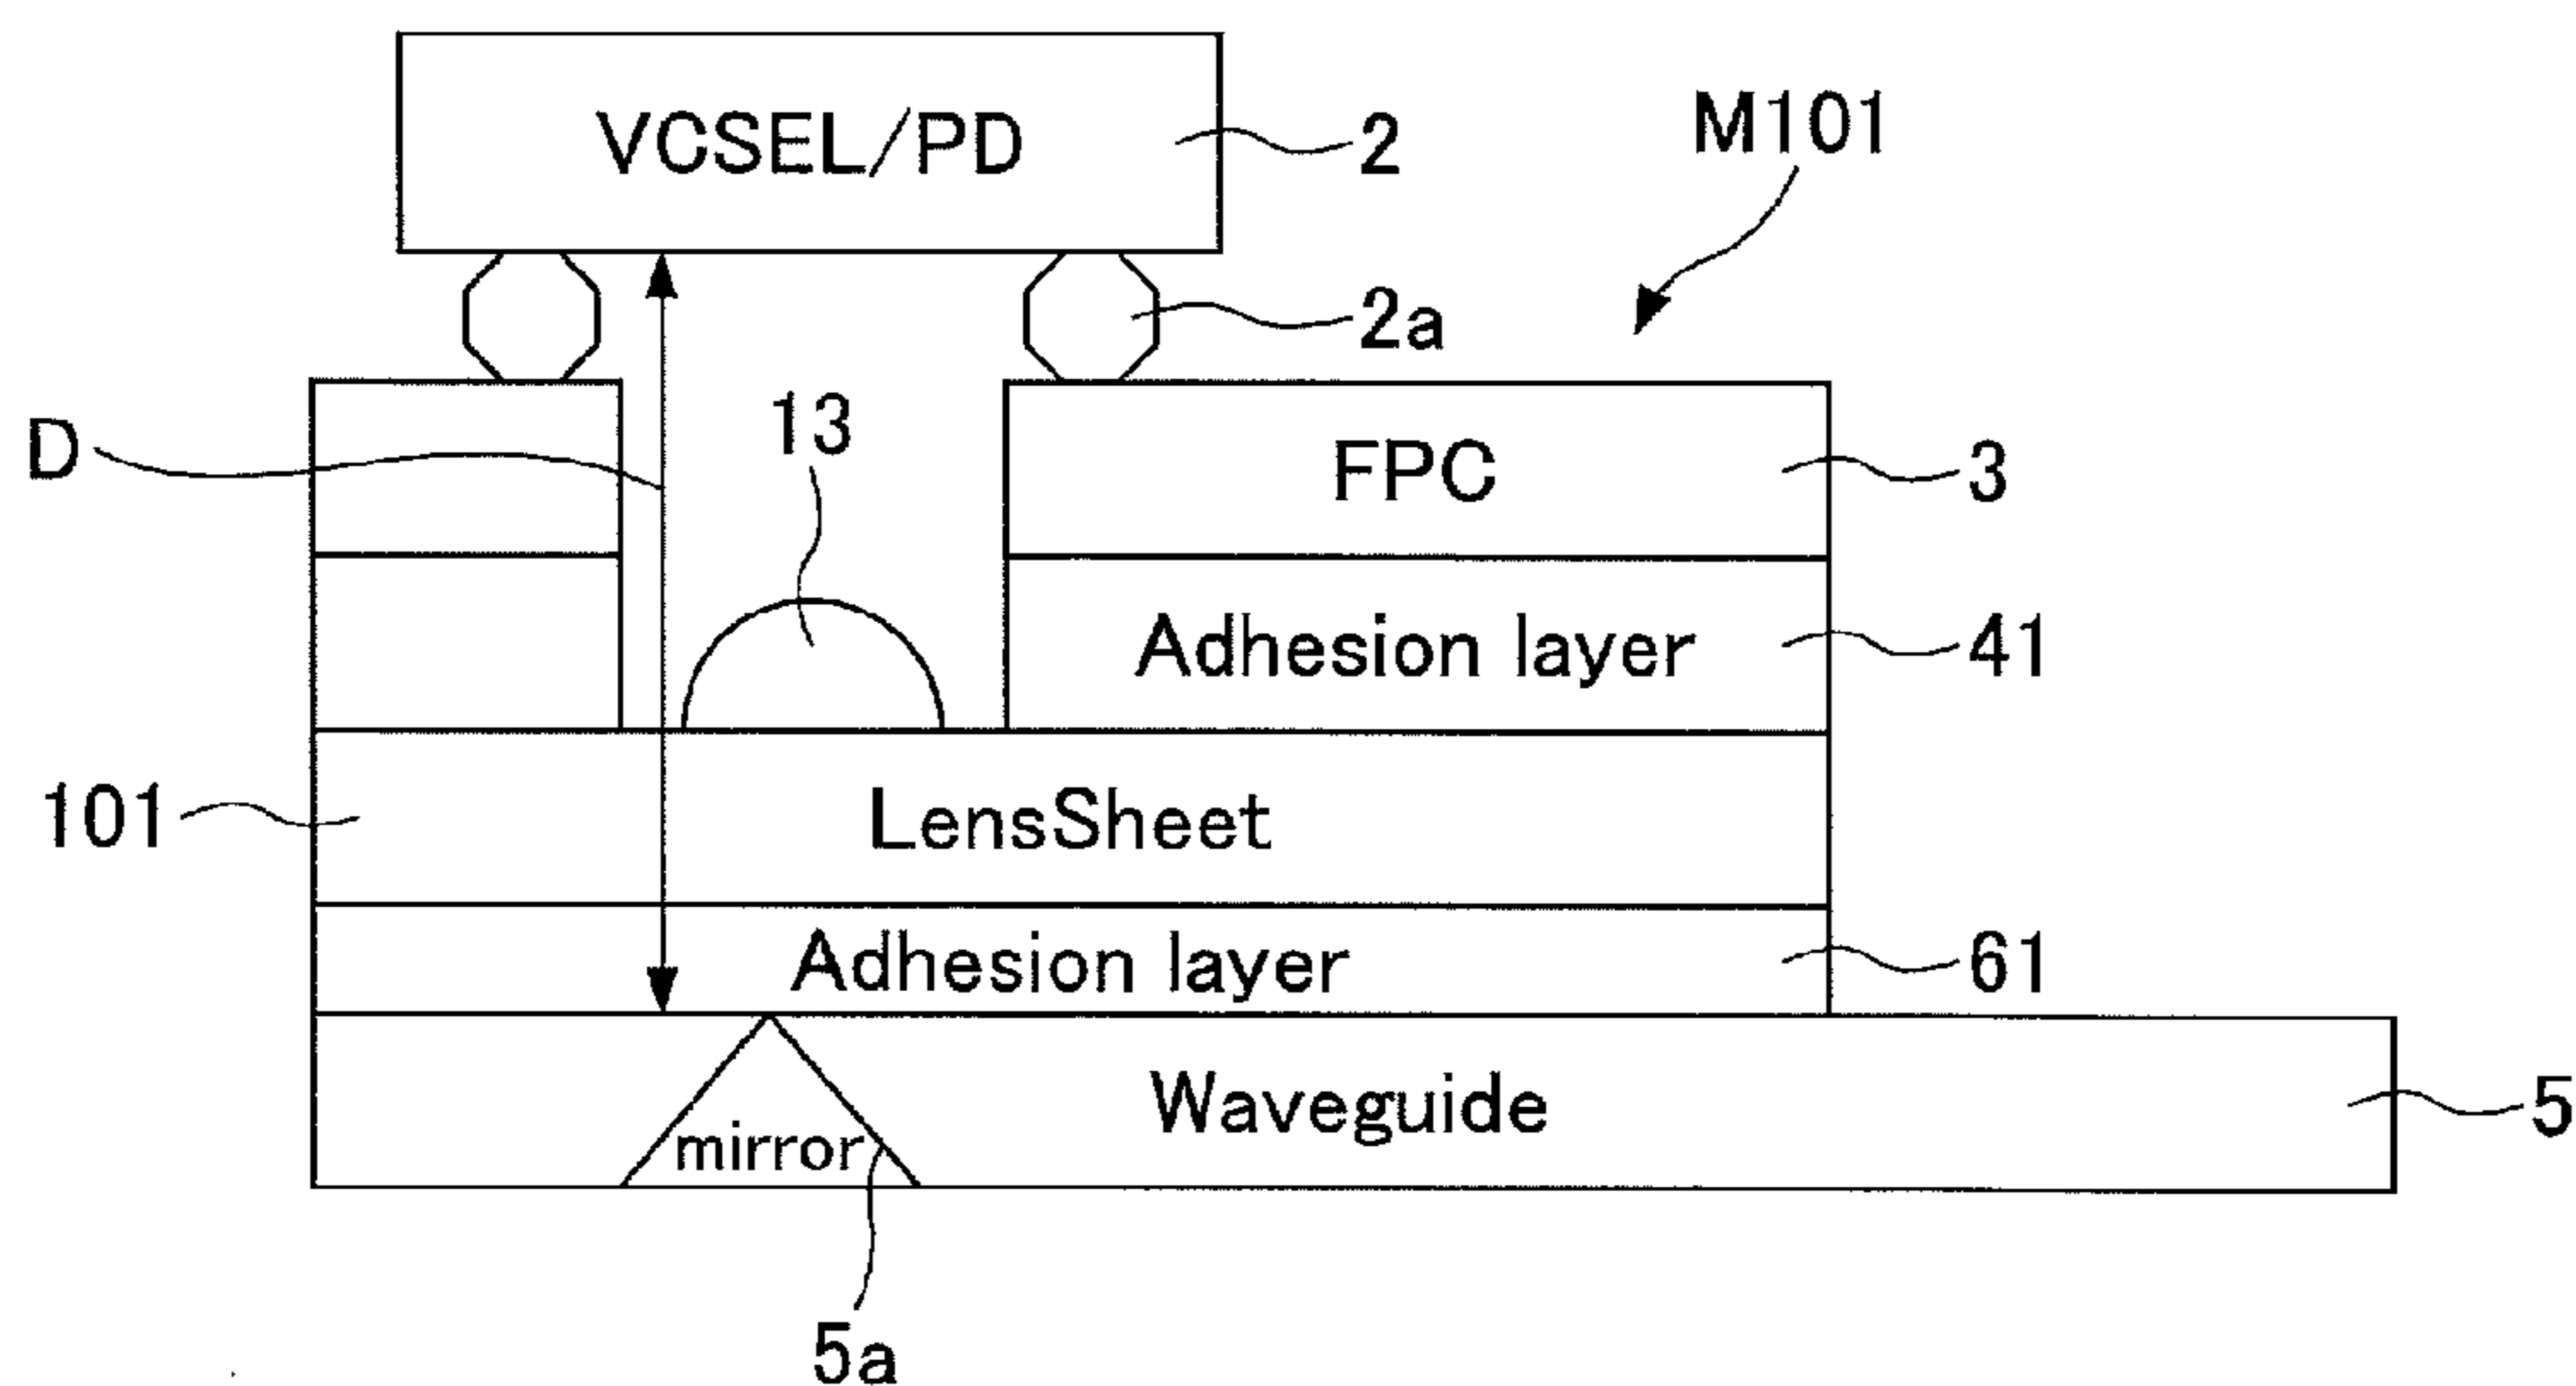 VCSEL/PD
2
M101
2a
13
D
FPC
3
Adhesion layer
41
101
LensSheet
Adhesion layer
61
Waveguide
5
mirror
5a